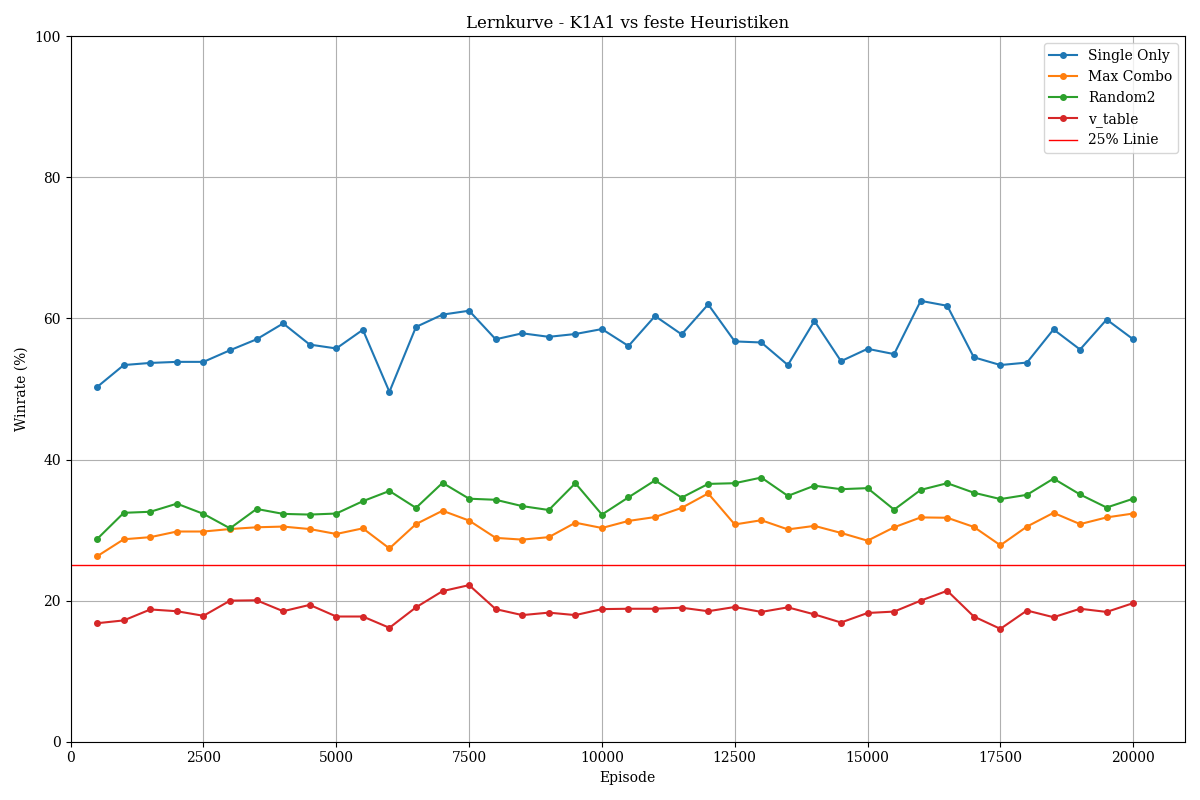 Lernkurve - K1A1 vs feste Heuristiken
100
80
60
40
20
0
Winrate (%)
Single Only
Max Combo
Random2
v_table
25% Linie
0 2500 5000 7500 10000 12500 15000 17500 20000
Episode